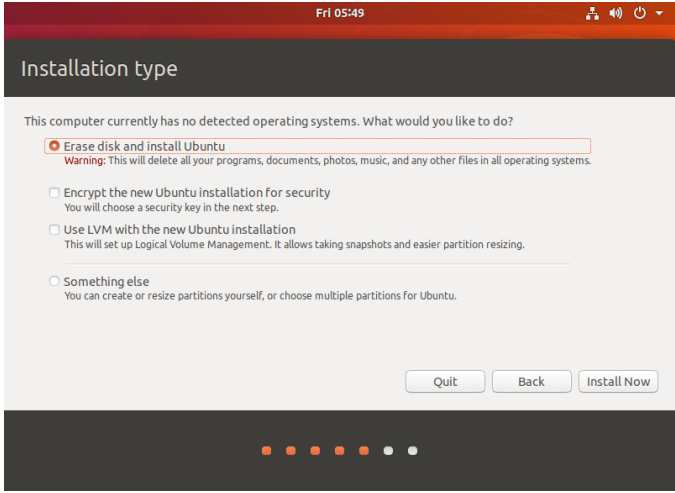 Fri 05:49
Installation type
This computer currently has no detected operating systems. What would you like to do?
Erase disk and install Ubuntu
Warning: This will delete all your programs, documents, photos, music, and any other files in all operating systems.
Encrypt the new Ubuntu installation for security
You will choose a security key in the next step.
Use LVM with the new Ubuntu installation
This will set up Logical Volume Management. It allows taking snapshots and easier partition resizing.
Something else
You can create or resize partitions yourself, or choose multiple partitions for Ubuntu.
Quit Back Install Now